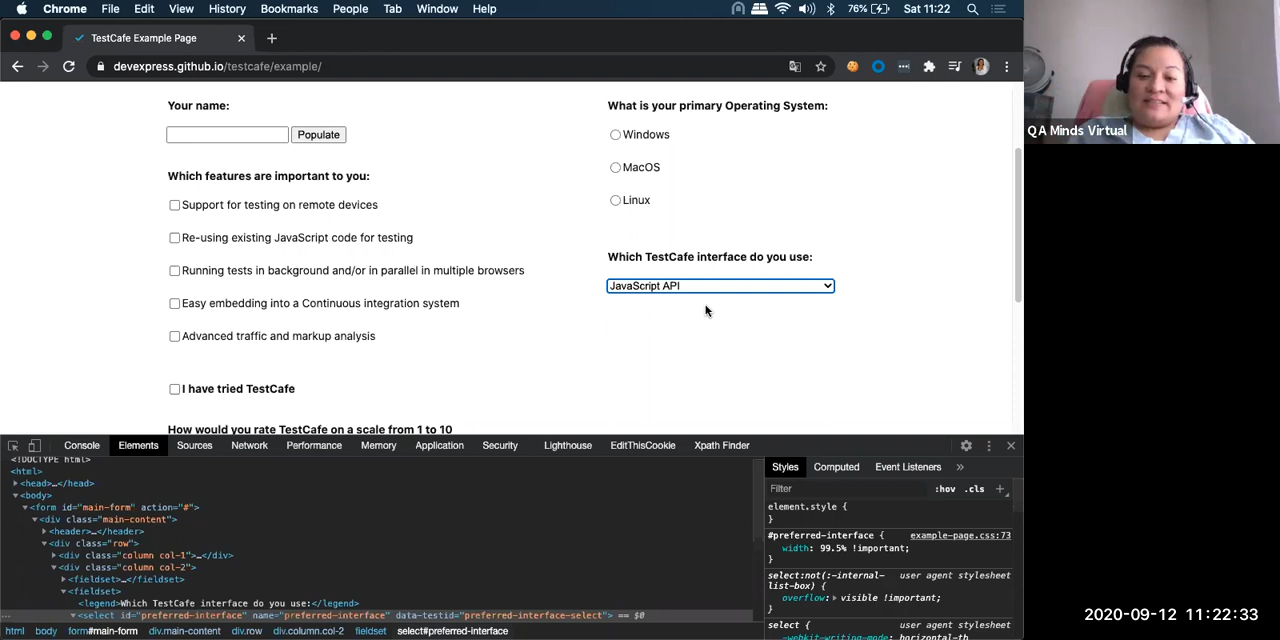 Chrome File Edit View History Bookmarks People Tab Window Help 76% Sat 11:22
TestCafe Example Page
devexpress.github.io/testcafe/example/
Your name:
Populate
Which features are important to you:
Support for testing on remote devices
Re-using existing JavaScript code for testing
Running tests in background and/or in parallel in multiple browsers
Easy embedding into a Continuous integration system
Advanced traffic and markup analysis
I have tried TestCafe
How would you rate TestCafe on a scale from 1 to 10
What is your primary Operating System:
Windows
MacOS
Linux
Which TestCafe interface do you use:
JavaScript API
QA Minds Virtual
Console Elements Sources Network Performance Memory Application Security Lighthouse EditThisCookie Xpath Finder
<!DOCTYPE html>
<html>
<head>…</head>
<body>
<form id="main-form" action="#">
<div class="main-content">
<header>…</header>
<div class="row">
<div class="column col-1">…</div>
<div class="column col-2">
<fieldset>…</fieldset>
<fieldset>
<legend>Which TestCafe interface do you use:</legend>
<select id="preferred-interface" name="preferred-interface" data-testid="preferred-interface-select"> == $0
html body form#main-form div.main-content div.row div.column.col-2 fieldset select#preferred-interface
Styles Computed Event Listeners »
Filter :hov .cls +
element.style {
}
#preferred-interface { example-page.css:73
width: 99.5% !important;
}
select:not(:-internal- user agent stylesheet
list-box) {
overflow: visible !important;
}
select { user agent stylesheet
-webkit-writing-mode: horizontal-tb
2020-09-12 11:22:33